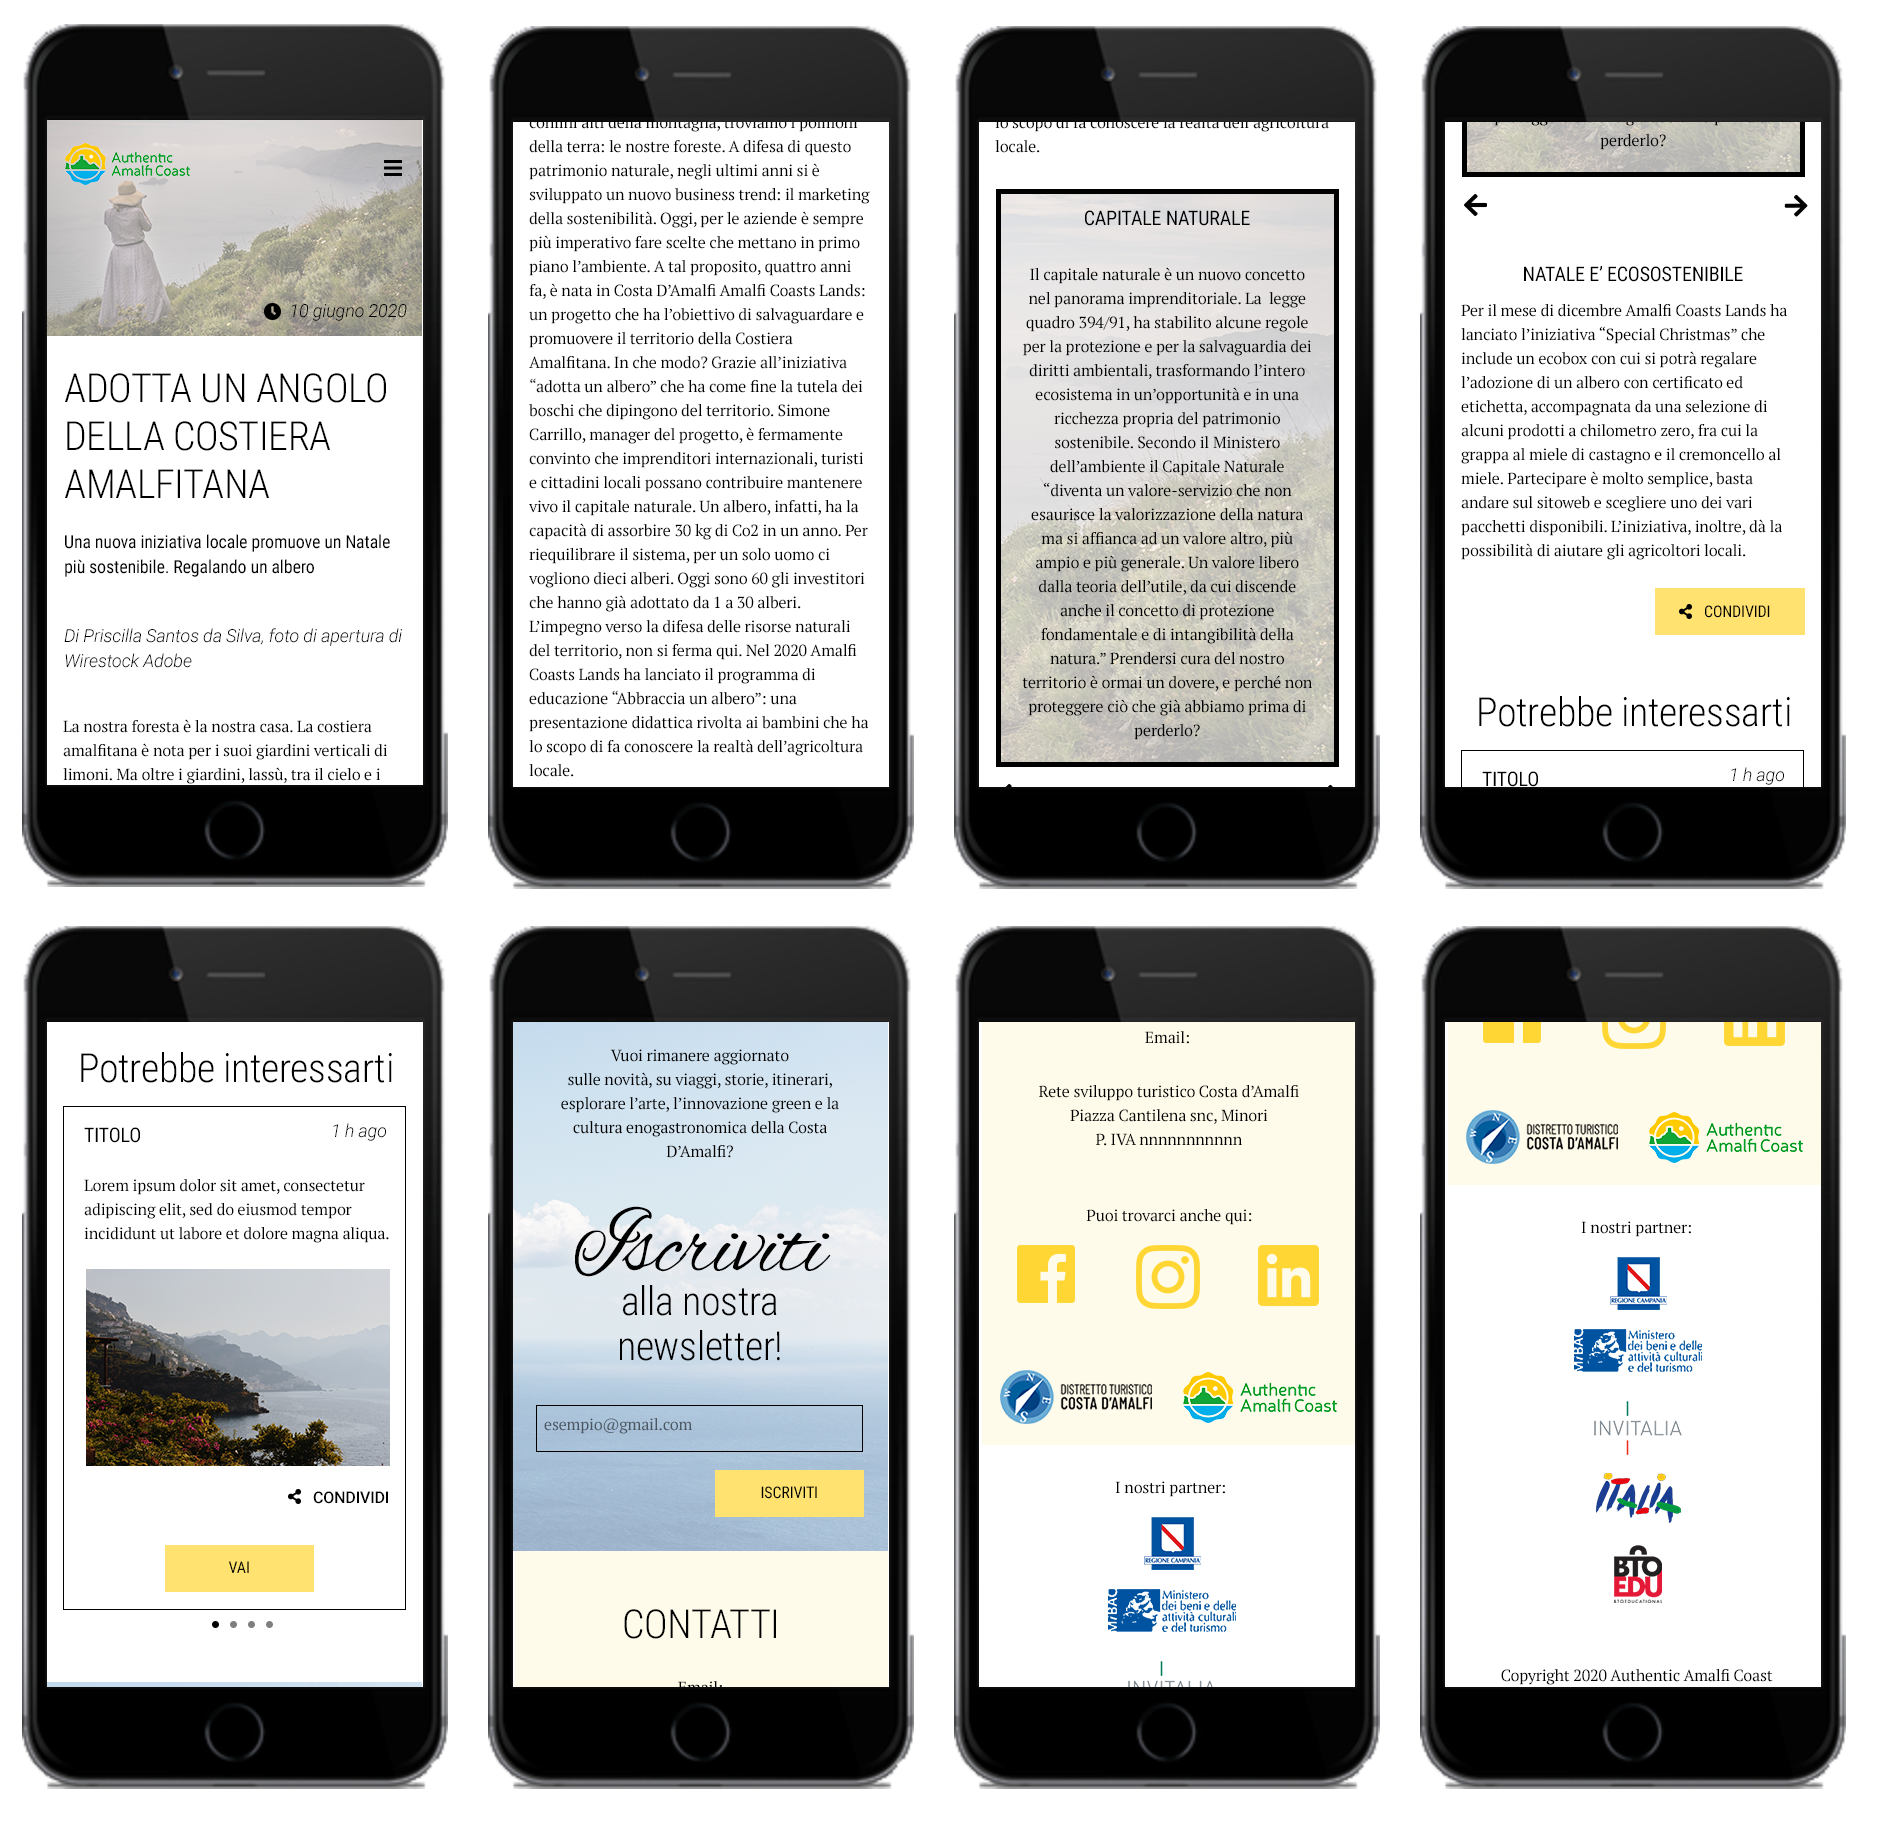 Authentic
Amalfi Coast
10 giugno 2020
ADOTTA UN ANGOLO
DELLA COSTIERA
AMALFITANA
Una nuova iniziativa locale promuove un Natale
più sostenibile. Regalando un albero
Di Priscilla Santos da Silva, foto di apertura di
Wirestock Adobe
La nostra foresta è la nostra casa. La costiera
amalfitana è nota per i suoi giardini verticali di
limoni. Ma oltre i giardini, lassù, tra il cielo e i
confini alti della montagna, troviamo i polmoni
della terra: le nostre foreste. A difesa di questo
patrimonio naturale, negli ultimi anni si è
sviluppato un nuovo business trend: il marketing
della sostenibilità. Oggi, per le aziende è sempre
più imperativo fare scelte che mettano in primo
piano l’ambiente. A tal proposito, quattro anni
fa, è nata in Costa D’Amalfi Amalfi Coasts Lands:
un progetto che ha l’obiettivo di salvaguardare e
promuovere il territorio della Costiera
Amalfitana. In che modo? Grazie all’iniziativa
“adotta un albero” che ha come fine la tutela dei
boschi che dipingono del territorio. Simone
Carrillo, manager del progetto, è fermamente
convinto che imprenditori internazionali, turisti
e cittadini locali possano contribuire mantenere
vivo il capitale naturale. Un albero, infatti, ha la
capacità di assorbire 30 kg di Co2 in un anno. Per
riequilibrare il sistema, per un solo uomo ci
vogliono dieci alberi. Oggi sono 60 gli investitori
che hanno già adottato da 1 a 30 alberi.
L’impegno verso la difesa delle risorse naturali
del territorio, non si ferma qui. Nel 2020 Amalfi
Coasts Lands ha lanciato il programma di
educazione “Abbraccia un albero”: una
presentazione didattica rivolta ai bambini che ha
lo scopo di fa conoscere la realtà dell’agricoltura
locale.
lo scopo di fa conoscere la realtà dell’agricoltura
locale.
CAPITALE NATURALE
Il capitale naturale è un nuovo concetto
nel panorama imprenditoriale. La legge
quadro 394/91, ha stabilito alcune regole
per la protezione e per la salvaguardia dei
diritti ambientali, trasformando l’intero
ecosistema in un’opportunità e in una
ricchezza propria del patrimonio
sostenibile. Secondo il Ministero
dell’ambiente il Capitale Naturale
“diventa un valore-servizio che non
esaurisce la valorizzazione della natura
ma si affianca ad un valore altro, più
ampio e più generale. Un valore libero
dalla teoria dell’utile, da cui discende
anche il concetto di protezione
fondamentale e di intangibilità della
natura.” Prendersi cura del nostro
territorio è ormai un dovere, e perché non
proteggere ciò che già abbiamo prima di
perderlo?
perderlo?
NATALE E’ ECOSOSTENIBILE
Per il mese di dicembre Amalfi Coasts Lands ha
lanciato l’iniziativa “Special Christmas” che
include un ecobox con cui si potrà regalare
l’adozione di un albero con certificato ed
etichetta, accompagnata da una selezione di
alcuni prodotti a chilometro zero, fra cui la
grappa al miele di castagno e il cremoncello al
miele. Partecipare è molto semplice, basta
andare sul sitoweb e scegliere uno dei vari
pacchetti disponibili. L’iniziativa, inoltre, dà la
possibilità di aiutare gli agricoltori locali.
CONDIVIDI
Potrebbe interessarti
TITOLO 1 h ago
Potrebbe interessarti
TITOLO 1 h ago
Lorem ipsum dolor sit amet, consectetur
adipiscing elit, sed do eiusmod tempor
incididunt ut labore et dolore magna aliqua.
CONDIVIDI
VAI
Vuoi rimanere aggiornato
sulle novità, su viaggi, storie, itinerari,
esplorare l’arte, l’innovazione green e la
cultura enogastronomica della Costa
D’Amalfi?
Iscriviti
alla nostra
newsletter!
esempio@gmail.com
ISCRIVITI
CONTATTI
Email:
Email:
Rete sviluppo turistico Costa d’Amalfi
Piazza Cantilena snc, Minori
P. IVA nnnnnnnnnnn
Puoi trovarci anche qui:
N E S W
DISTRETTO TURISTICO
COSTA D'AMALFI
Authentic
Amalfi Coast
I nostri partner:
REGIONE CAMPANIA
MiBAC
Ministero
dei beni e delle
attività culturali
e del turismo
INVITALIA
N E S W
DISTRETTO TURISTICO
COSTA D'AMALFI
Authentic
Amalfi Coast
I nostri partner:
REGIONE CAMPANIA
MiBAC
Ministero
dei beni e delle
attività culturali
e del turismo
INVITALIA
iTALiA
BTO
EDU
BTOEDUCATIONAL
Copyright 2020 Authentic Amalfi Coast